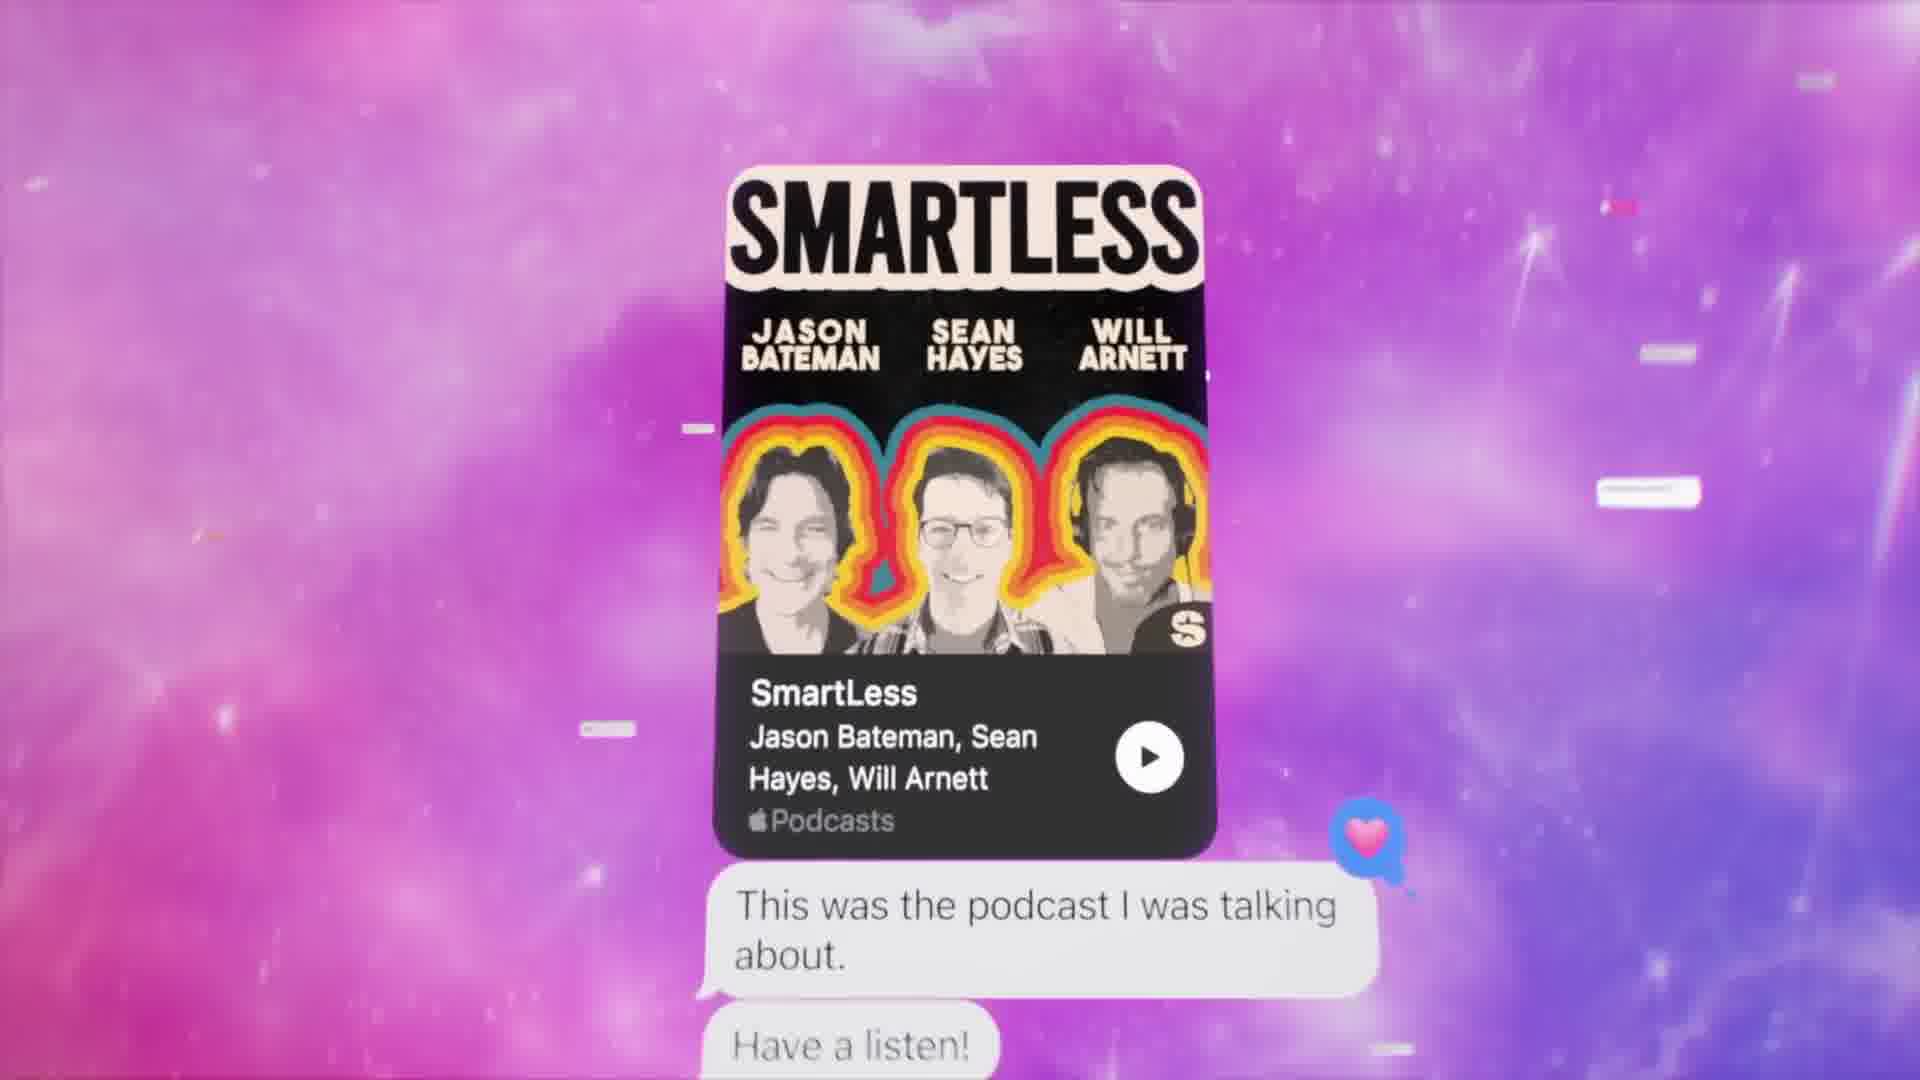 SMARTLESS
JASON BATEMAN
SEAN HAYES
WILL ARNETT
S
SmartLess
Jason Bateman, Sean
Hayes, Will Arnett
Podcasts
This was the podcast I was talking
about.
Have a listen!